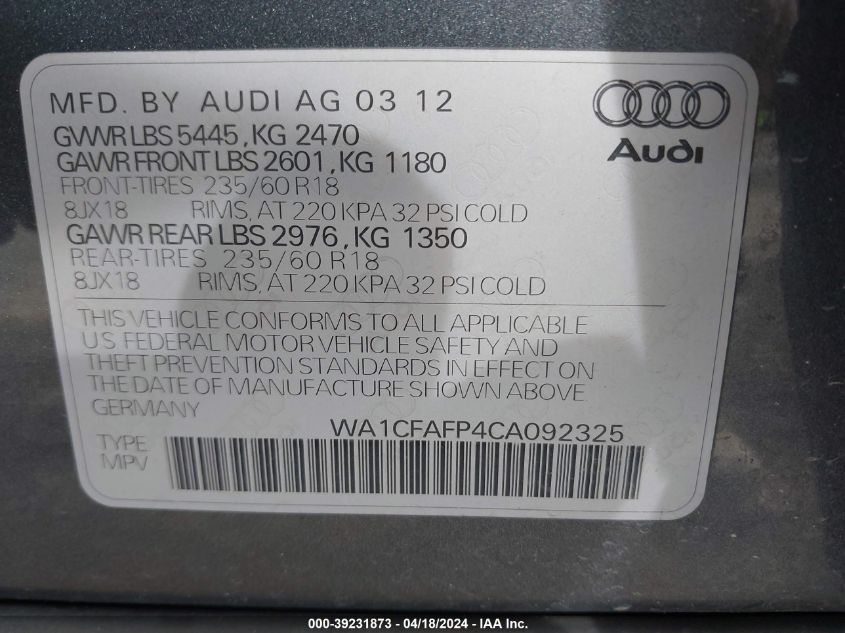 MFD. BY AUDI AG 03 12
GVWR LBS 5445, KG 2470
GAWR FRONT LBS 2601, KG 1180
FRONT-TIRES 235/60 R18
8JX18 RIMS, AT 220 KPA 32 PSI COLD
GAWR REAR LBS 2976, KG 1350
REAR-TIRES 235/60 R18
8JX18 RIMS, AT 220 KPA 32 PSI COLD
Audi
THIS VEHICLE CONFORMS TO ALL APPLICABLE
US FEDERAL MOTOR VEHICLE SAFETY AND
THEFT PREVENTION STANDARDS IN EFFECT ON
THE DATE OF MANUFACTURE SHOWN ABOVE
GERMANY
WA1CFAFP4CA092325
TYPE
MPV
000-39231873 - 04/18/2024 - IAA Inc.